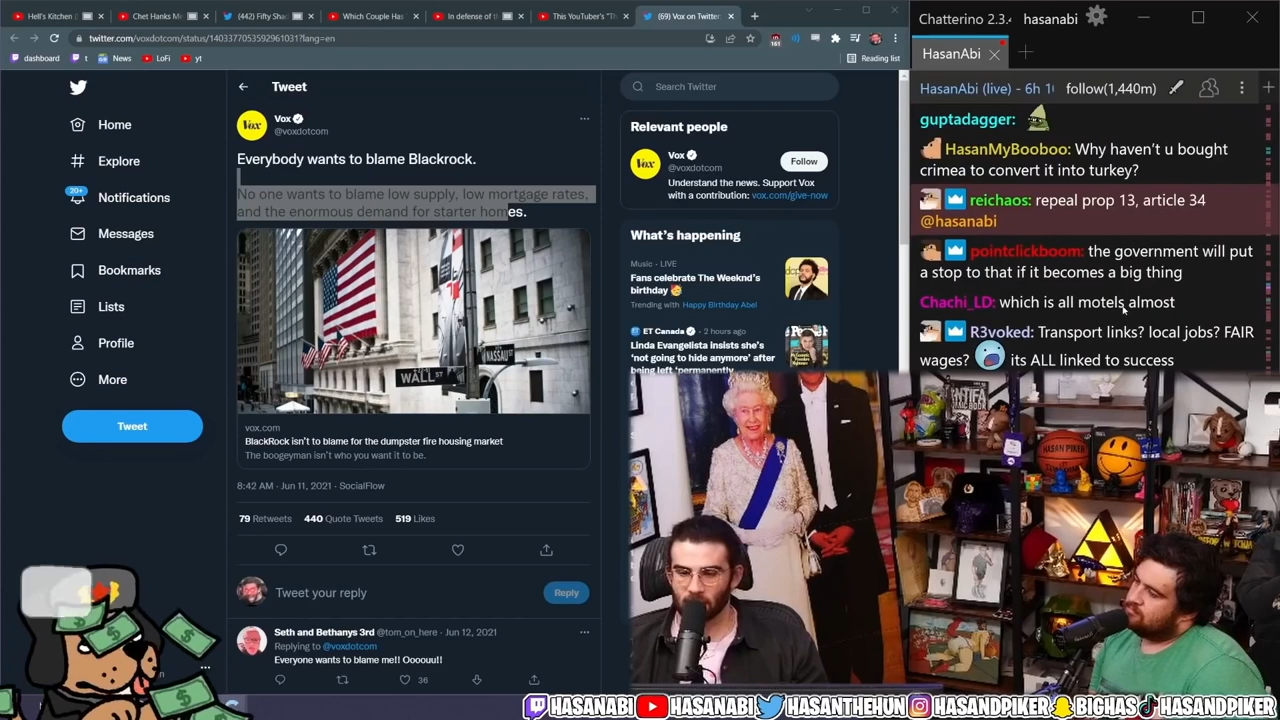 Hell's Kitchen
Chet Hanks M
(442) Fifty Sha
Which Couple Ha
In defense of t
This YouTuber's "T
(69) Vox on Twitter
twitter.com/voxdotcom/status/1403377053592961031?lang=en
dashboard
t
News
LoFi
yt
Reading list
Home
Explore
20+
Notifications
Messages
Bookmarks
Lists
Profile
More
Tweet
Tweet
Vox
@voxdotcom
Everybody wants to blame Blackrock.
No one wants to blame low supply, low mortgage rates,
and the enormous demand for starter homes.
WALL ST
NASSAU ST
vox.com
BlackRock isn't to blame for the dumpster fire housing market
The boogeyman isn't who you want it to be.
8:42 AM · Jun 11, 2021 · SocialFlow
79 Retweets 440 Quote Tweets 519 Likes
Tweet your reply
Reply
Seth and Bethanys 3rd @tom_on_here · Jun 12, 2021
Replying to @voxdotcom
Everyone wants to blame me!! Oooouu!!
36
Search Twitter
Relevant people
Vox
@voxdotcom
Follow
Understand the news. Support Vox
with a contribution: vox.com/give-now
What's happening
Music · LIVE
Fans celebrate The Weeknd's
birthday
Trending with Happy Birthday Abel
ET Canada · 2 hours ago
Linda Evangelista insists she's
'not going to hide anymore' after
being left 'permanently
Chatterino 2.3.
hasanabi
HasanAbi
HasanAbi (live) - 6h 1
follow(1,440m)
guptadagger:
HasanMyBooboo: Why haven't u bought
crimea to convert it into turkey?
reichaos: repeal prop 13, article 34
@hasanabi
pointclickboom: the government will put
a stop to that if it becomes a big thing
Chachi_LD: which is all motels almost
R3voked: Transport links? local jobs? FAIR
wages? its ALL linked to success
HASAN PIKER
HASANABI HASANABI HASANTHEHUN HASANDPIKER BIGHAS HASANDPIKER